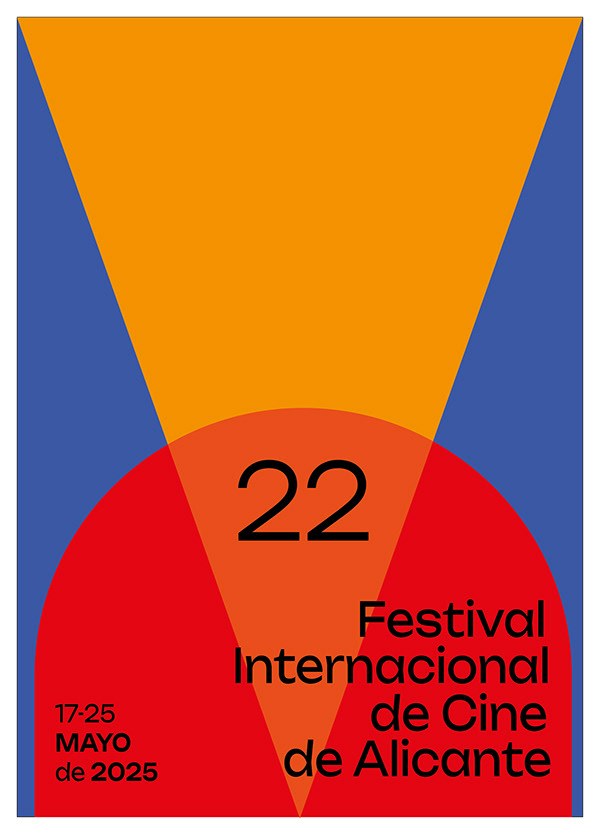 22
Festival
Internacional
de Cine
de Alicante
17-25
MAYO
de 2025